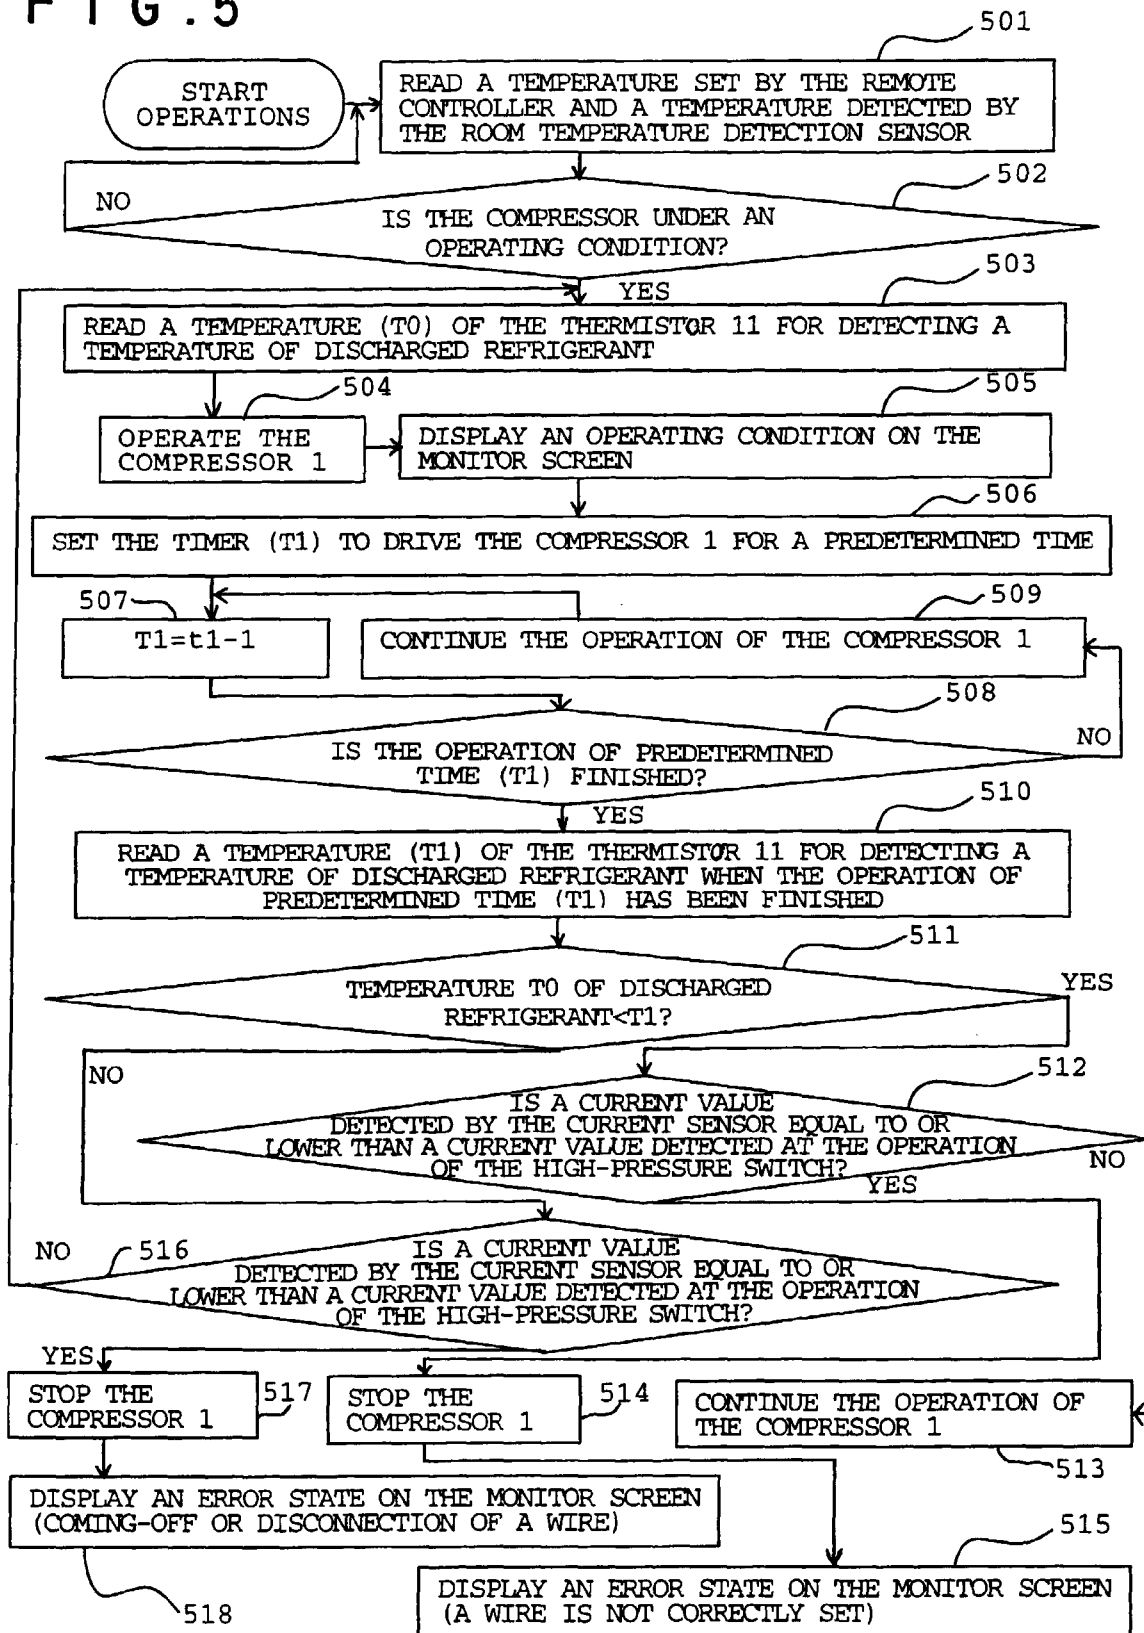 FIG.5
501
START
OPERATIONS
READ A TEMPERATURE SET BY THE REMOTE
CONTROLLER AND A TEMPERATURE DETECTED BY
THE ROOM TEMPERATURE DETECTION SENSOR
502
NO
IS THE COMPRESSOR UNDER AN
OPERATING CONDITION?
503
YES
READ A TEMPERATURE (T0) OF THE THERMISTOR 11 FOR DETECTING A
TEMPERATURE OF DISCHARGED REFRIGERANT
504
505
OPERATE THE
COMPRESSOR 1
DISPLAY AN OPERATING CONDITION ON THE
MONITOR SCREEN
506
SET THE TIMER (T1) TO DRIVE THE COMPRESSOR 1 FOR A PREDETERMINED TIME
507
509
T1=t1-1
CONTINUE THE OPERATION OF THE COMPRESSOR 1
508
NO
IS THE OPERATION OF PREDETERMINED
TIME (T1) FINISHED?
510
YES
READ A TEMPERATURE (T1) OF THE THERMISTOR 11 FOR DETECTING A
TEMPERATURE OF DISCHARGED REFRIGERANT WHEN THE OPERATION OF
PREDETERMINED TIME (T1) HAS BEEN FINISHED
511
YES
TEMPERATURE T0 OF DISCHARGED
REFRIGERANT<T1?
NO
512
IS A CURRENT VALUE
DETECTED BY THE CURRENT SENSOR EQUAL TO OR
LOWER THAN A CURRENT VALUE DETECTED AT THE OPERATION
OF THE HIGH-PRESSURE SWITCH?
NO
YES
NO
516
IS A CURRENT VALUE
DETECTED BY THE CURRENT SENSOR EQUAL TO OR
LOWER THAN A CURRENT VALUE DETECTED AT THE OPERATION
OF THE HIGH-PRESSURE SWITCH?
YES
STOP THE
COMPRESSOR 1
517
STOP THE
COMPRESSOR 1
514
CONTINUE THE OPERATION OF
THE COMPRESSOR 1
513
DISPLAY AN ERROR STATE ON THE MONITOR SCREEN
(COMING-OFF OR DISCONNECTION OF A WIRE)
515
518
DISPLAY AN ERROR STATE ON THE MONITOR SCREEN
(A WIRE IS NOT CORRECTLY SET)